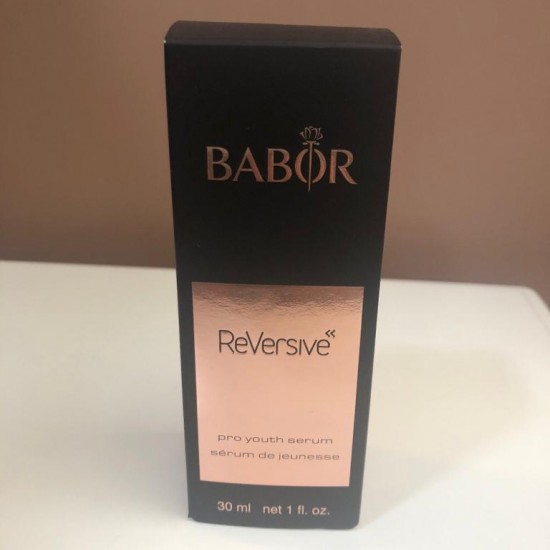 BABOR
ReVersive«
pro youth serum
sérum de jeunesse
30 ml net 1 fl. oz.